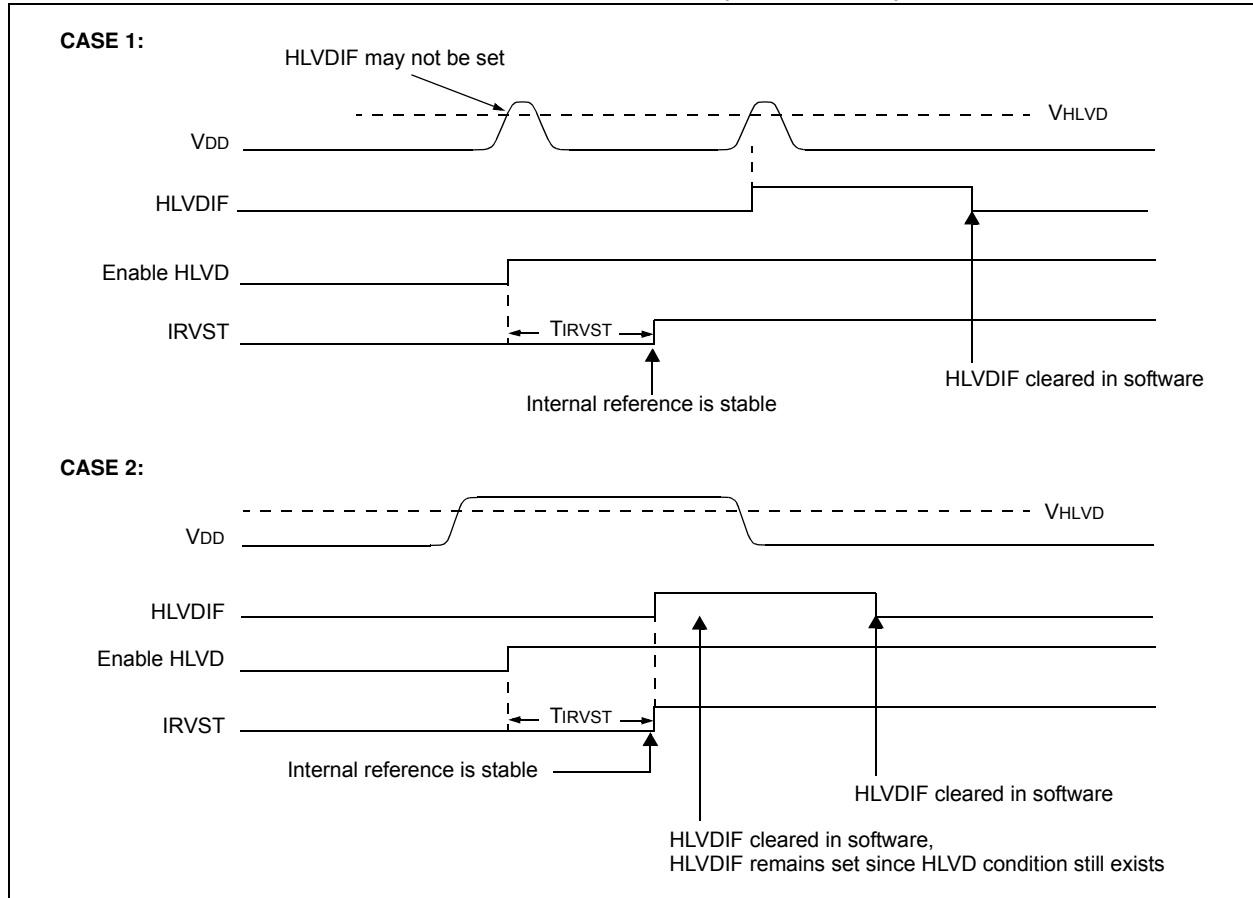 CASE 1:
HLVDIF may not be set
VHLVD
VDD
HLVDIF
Enable HLVD
TIRVST
IRVST
HLVDIF cleared in software
Internal reference is stable
CASE 2:
VHLVD
VDD
HLVDIF
Enable HLVD
TIRVST
IRVST
Internal reference is stable
HLVDIF cleared in software
HLVDIF cleared in software,
HLVDIF remains set since HLVD condition still exists